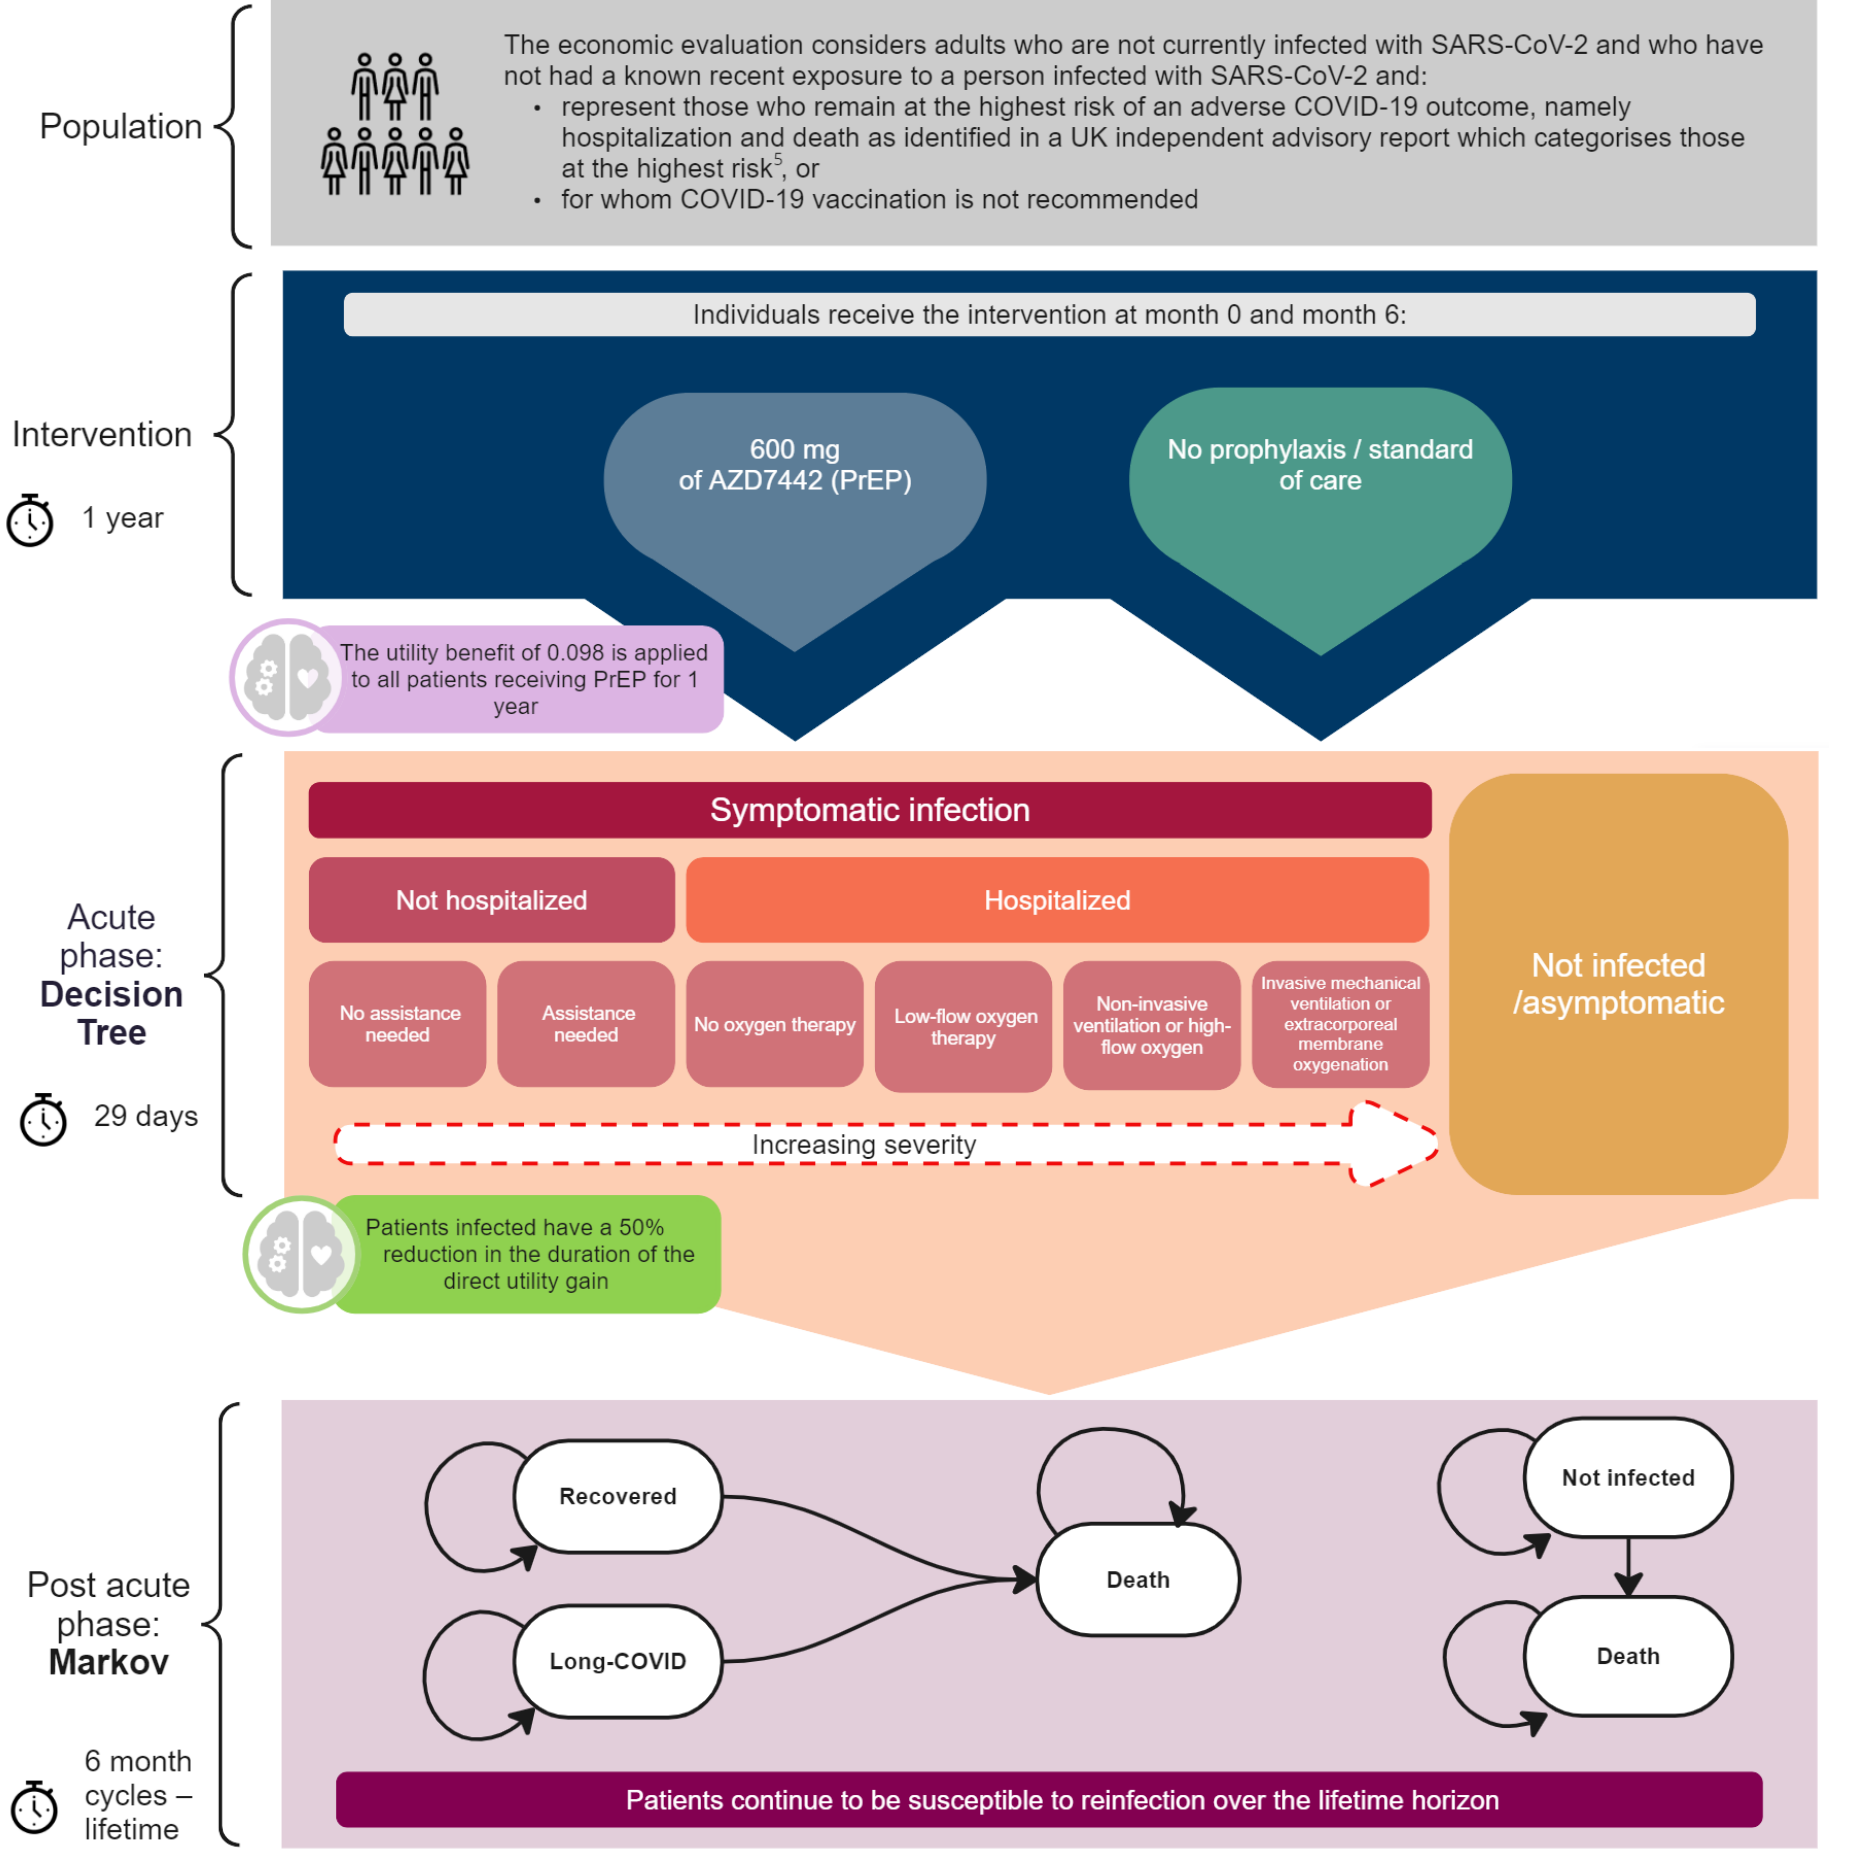 Population
The economic evaluation considers adults who are not currently infected with SARS-CoV-2 and who have
not had a known recent exposure to a person infected with SARS-CoV-2 and:
• represent those who remain at the highest risk of an adverse COVID-19 outcome, namely
hospitalization and death as identified in a UK independent advisory report which categorises those
at the highest risk5, or
• for whom COVID-19 vaccination is not recommended
Intervention
1 year
Individuals receive the intervention at month 0 and month 6:
600 mg
of AZD7442 (PrEP)
No prophylaxis / standard
of care
The utility benefit of 0.098 is applied
to all patients receiving PrEP for 1
year
Acute
phase:
Decision
Tree
29 days
Symptomatic infection
Not hospitalized
Hospitalized
No assistance
needed
Assistance
needed
No oxygen therapy
Low-flow oxygen
therapy
Non-invasive
ventilation or high-
flow oxygen
Invasive mechanical
ventilation or
extracorporeal
membrane
oxygenation
Increasing severity
Not infected
/asymptomatic
Patients infected have a 50%
reduction in the duration of the
direct utility gain
Post acute
phase:
Markov
6 month
cycles –
lifetime
Recovered
Long-COVID
Death
Not infected
Death
Patients continue to be susceptible to reinfection over the lifetime horizon